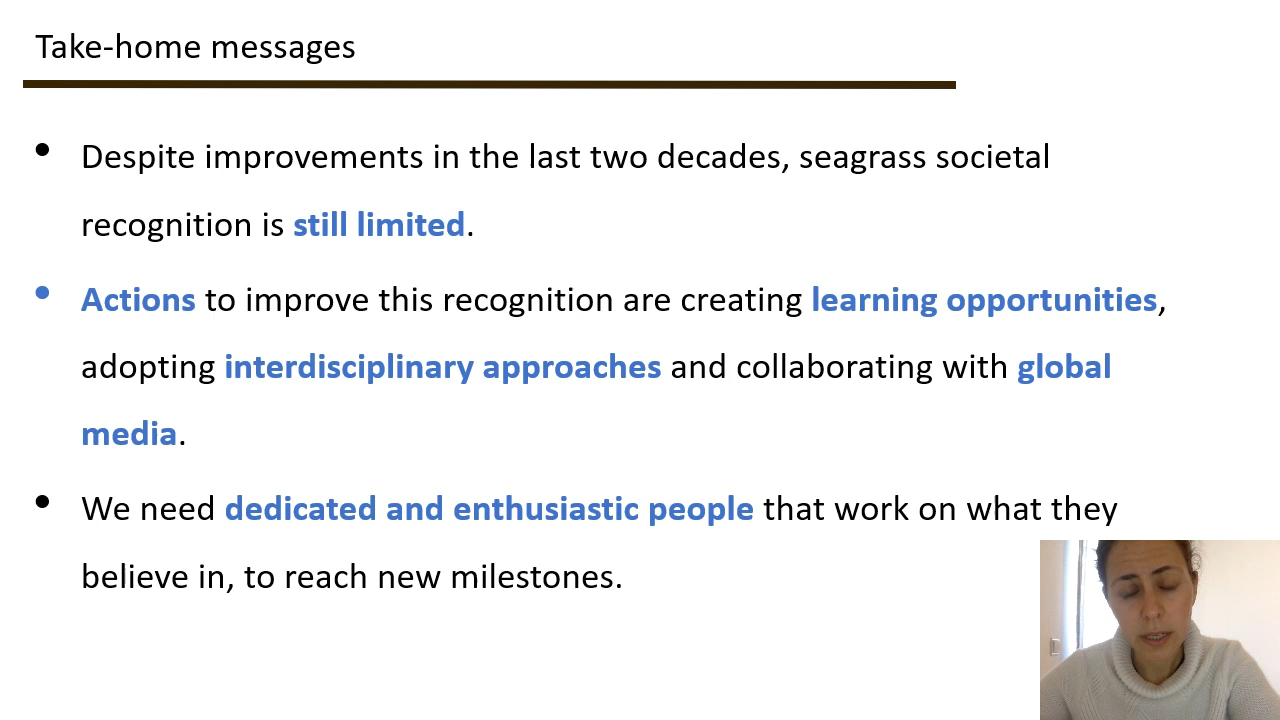 Take-home messages
• Despite improvements in the last two decades, seagrass societal
recognition is still limited.
• Actions to improve this recognition are creating learning opportunities,
adopting interdisciplinary approaches and collaborating with global
media.
• We need dedicated and enthusiastic people that work on what they
believe in, to reach new milestones.